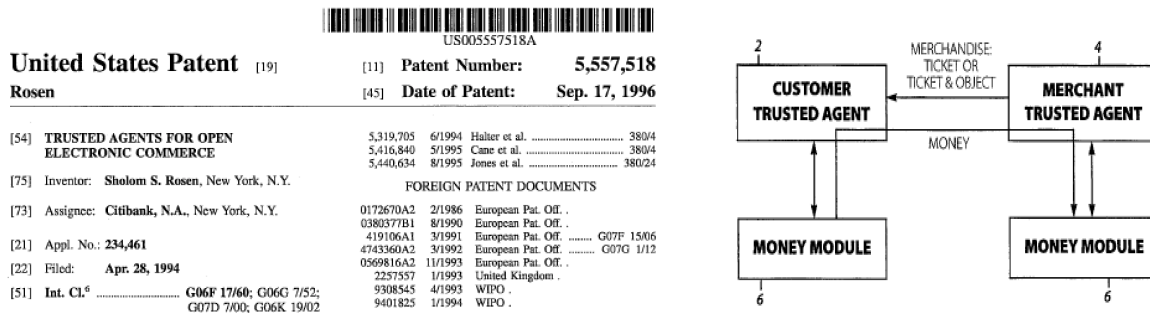 US005557518A
United States Patent [19]
Rosen
[11] Patent Number: 5,557,518
[45] Date of Patent: Sep. 17, 1996
[54] TRUSTED AGENTS FOR OPEN
ELECTRONIC COMMERCE
[75] Inventor: Sholom S. Rosen, New York, N.Y.
[73] Assignee: Citibank, N.A., New York, N.Y.
[21] Appl. No.: 234,461
[22] Filed: Apr. 28, 1994
[51] Int. Cl.⁶ ............................ G06F 17/60; G06G 7/52;
G07D 7/00; G06K 19/02
5,319,705 6/1994 Halter et al. ............................ 380/4
5,416,840 5/1995 Cane et al. ............................ 380/4
5,440,634 8/1995 Jones et al. ............................ 380/24
FOREIGN PATENT DOCUMENTS
0172670A2 2/1986 European Pat. Off. .
0380377B1 8/1990 European Pat. Off. .
419106A1 3/1991 European Pat. Off. ........ G07F 15/06
4743360A2 3/1992 European Pat. Off. ........ G07G 1/12
0569816A2 11/1993 European Pat. Off. .
2257557 1/1993 United Kingdom .
9308545 4/1993 WIPO .
9401825 1/1994 WIPO .
2
CUSTOMER
TRUSTED AGENT
MERCHANDISE:
TICKET OR
TICKET & OBJECT
4
MERCHANT
TRUSTED AGENT
MONEY
MONEY MODULE
6
MONEY MODULE
6